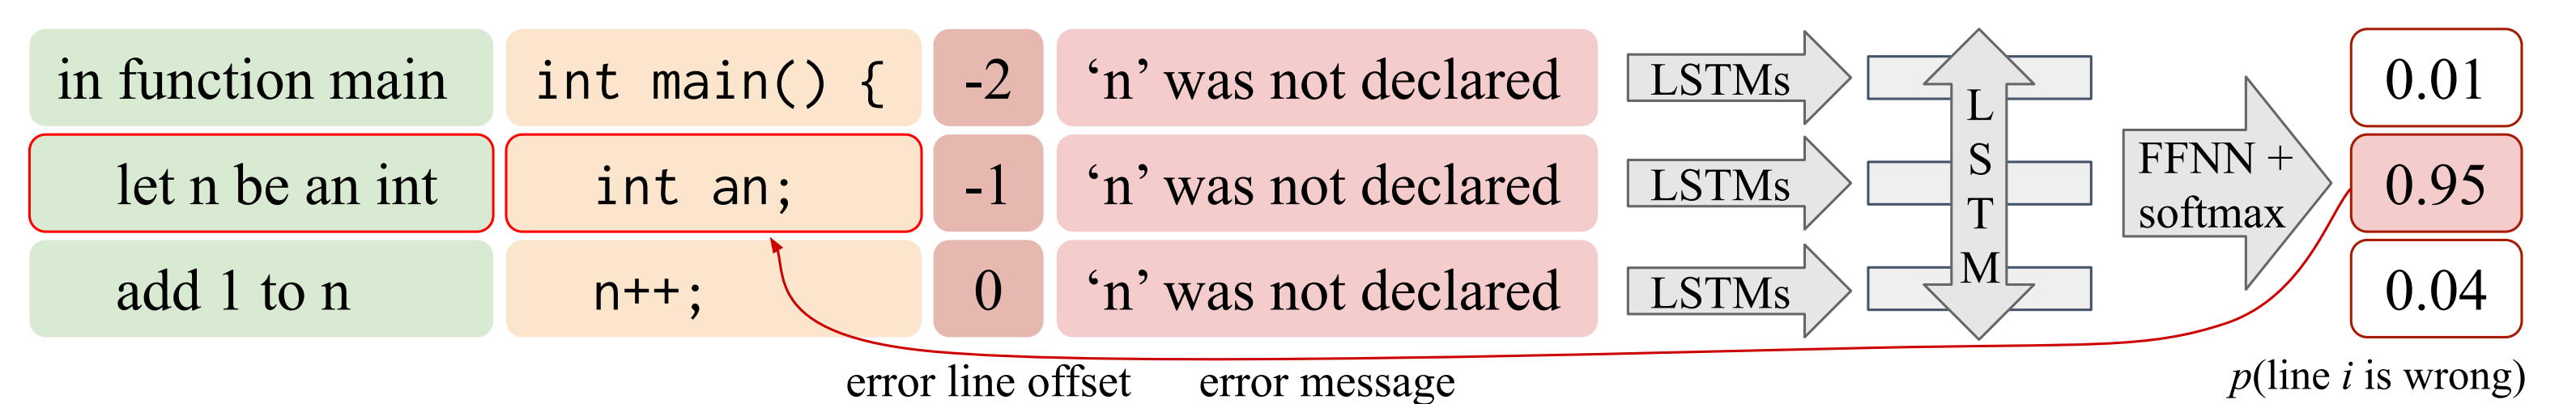 in function main int main() { -2 ‘n’ was not declared LSTMs 0.01
let n be an int int an; -1 ‘n’ was not declared LSTMs LSTM FFNN + softmax 0.95
add 1 to n n++; 0 ‘n’ was not declared LSTMs 0.04
error line offset error message p(line i is wrong)